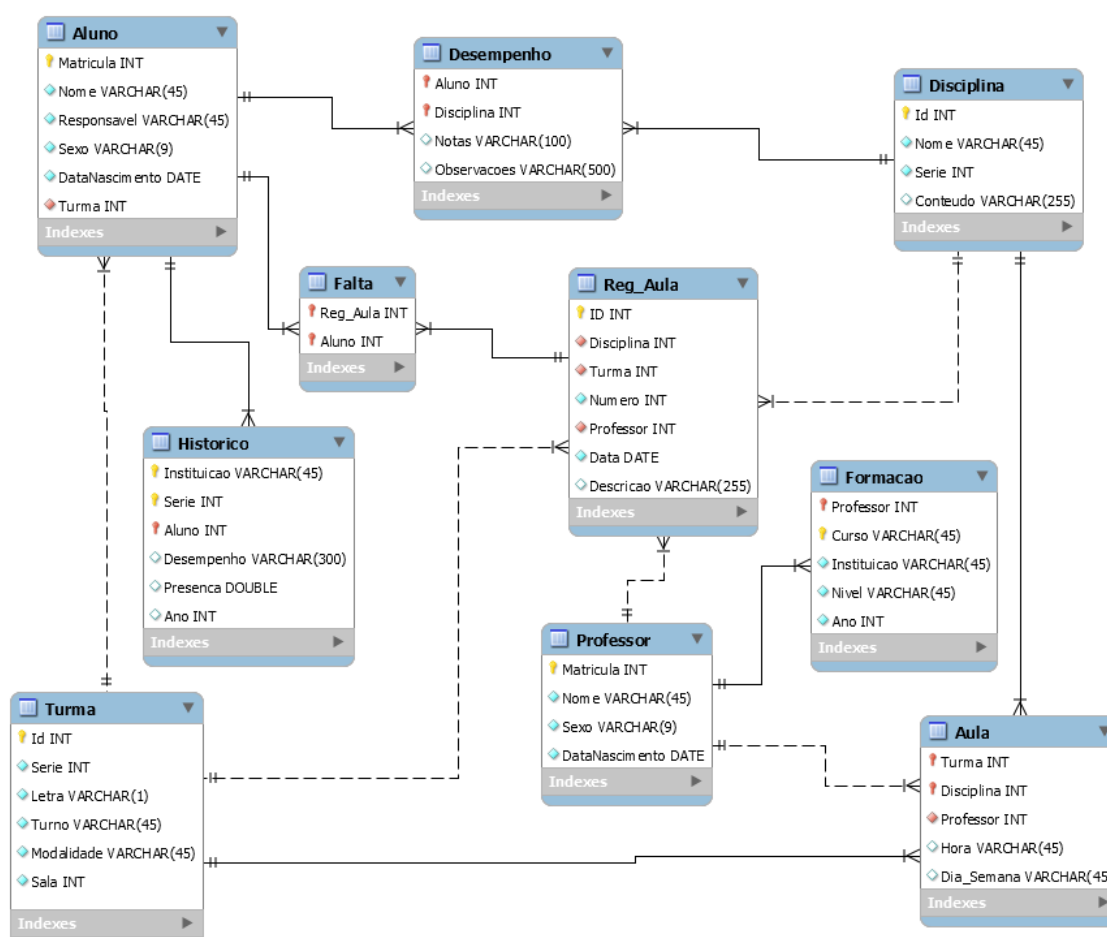 Aluno
Matricula INT
Nome VARCHAR(45)
Responsavel VARCHAR(45)
Sexo VARCHAR(9)
DataNascimento DATE
Turma INT
Indexes
Desempenho
Aluno INT
Disciplina INT
Notas VARCHAR(100)
Observacoes VARCHAR(500)
Indexes
Disciplina
Id INT
Nome VARCHAR(45)
Serie INT
Conteudo VARCHAR(255)
Indexes
Falta
Reg_Aula INT
Aluno INT
Indexes
Reg_Aula
ID INT
Disciplina INT
Turma INT
Numero INT
Professor INT
Data DATE
Descricao VARCHAR(255)
Indexes
Historico
Instituicao VARCHAR(45)
Serie INT
Aluno INT
Desempenho VARCHAR(300)
Presenca DOUBLE
Ano INT
Indexes
Formacao
Professor INT
Curso VARCHAR(45)
Instituicao VARCHAR(45)
Nivel VARCHAR(45)
Ano INT
Indexes
Professor
Matricula INT
Nome VARCHAR(45)
Sexo VARCHAR(9)
DataNascimento DATE
Indexes
Turma
Id INT
Serie INT
Letra VARCHAR(1)
Turno VARCHAR(45)
Modalidade VARCHAR(45)
Sala INT
Indexes
Aula
Turma INT
Disciplina INT
Professor INT
Hora VARCHAR(45)
Dia_Semana VARCHAR(45
Indexes